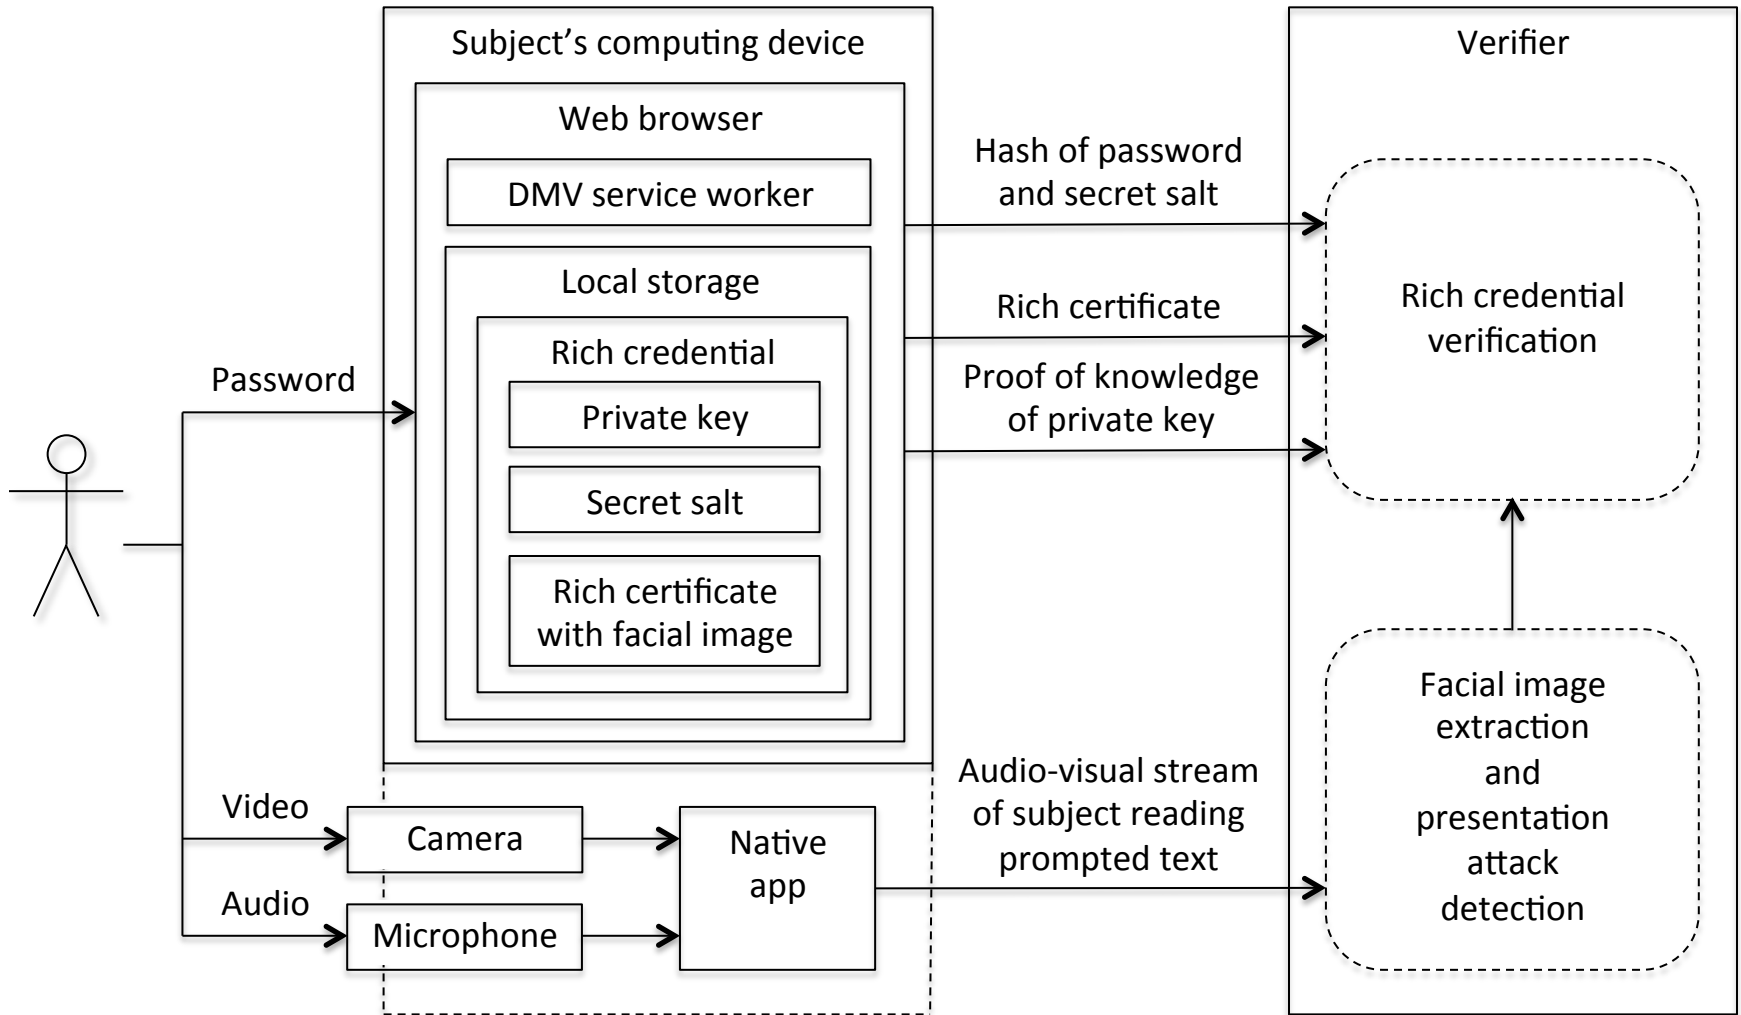 Subject's computing device
Verifier
Web browser
DMV service worker
Local storage
Rich credential
Private key
Secret salt
Rich certificate
with facial image
Password
Video
Audio
Camera
Microphone
Native
app
Hash of password
and secret salt
Rich certificate
Proof of knowledge
of private key
Audio-visual stream
of subject reading
prompted text
Rich credential
verification
Facial image
extraction
and
presentation
attack
detection